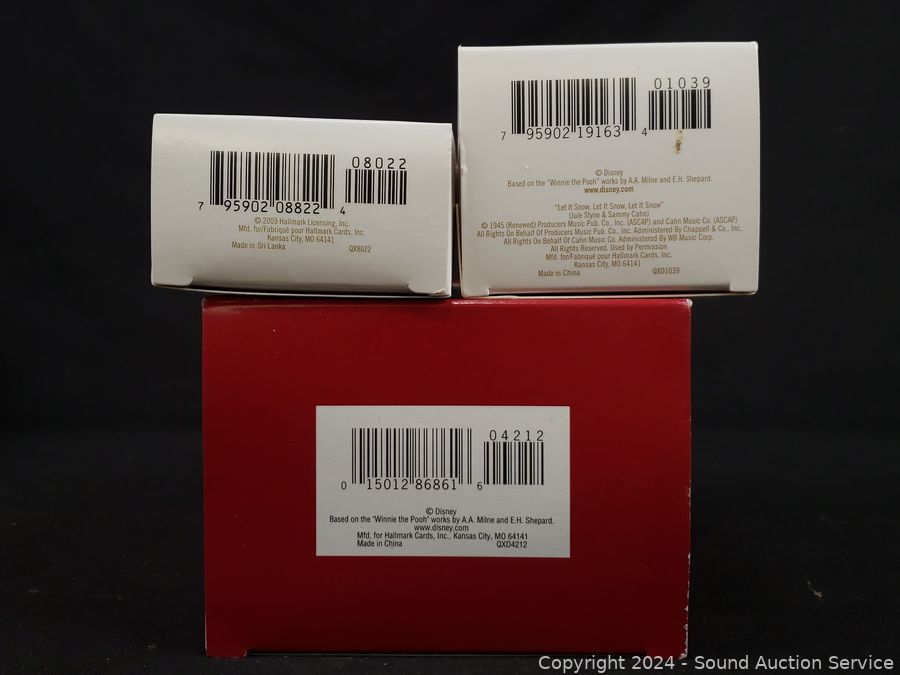 08022
7 95902 08822 4
© 2009 Hallmark Licensing, Inc.
Mfd. for/Fabriqué pour Hallmark Cards, Inc.
Kansas City, MO 64141
Made in Sri Lanka QX8022
01039
7 95902 19163 4
© Disney
Based on the "Winnie the Pooh" works by A.A. Milne and E.H. Shepard.
www.disney.com
"Let It Snow, Let It Snow, Let It Snow"
(Jule Styne & Sammy Cahn)
© 1945 (Renewed) Producers Music Pub. Co., Inc. (ASCAP) and Cahn Music Co. (ASCAP)
All Rights On Behalf Of Producers Music Pub. Co., Inc. Administered By Chappell & Co., Inc.
All Rights On Behalf Of Cahn Music Co. Administered By WB Music Corp.
All Rights Reserved. Used by Permission
Mfd. for/Fabriqué pour Hallmark Cards, Inc.
Kansas City, MO 64141
Made in China QXD1039
04212
0 15012 86861 6
© Disney
Based on the "Winnie the Pooh" works by A.A. Milne and E.H. Shepard.
www.disney.com
Mfd. for Hallmark Cards, Inc., Kansas City, MO 64141
Made in China QXD4212
Copyright 2024 - Sound Auction Service